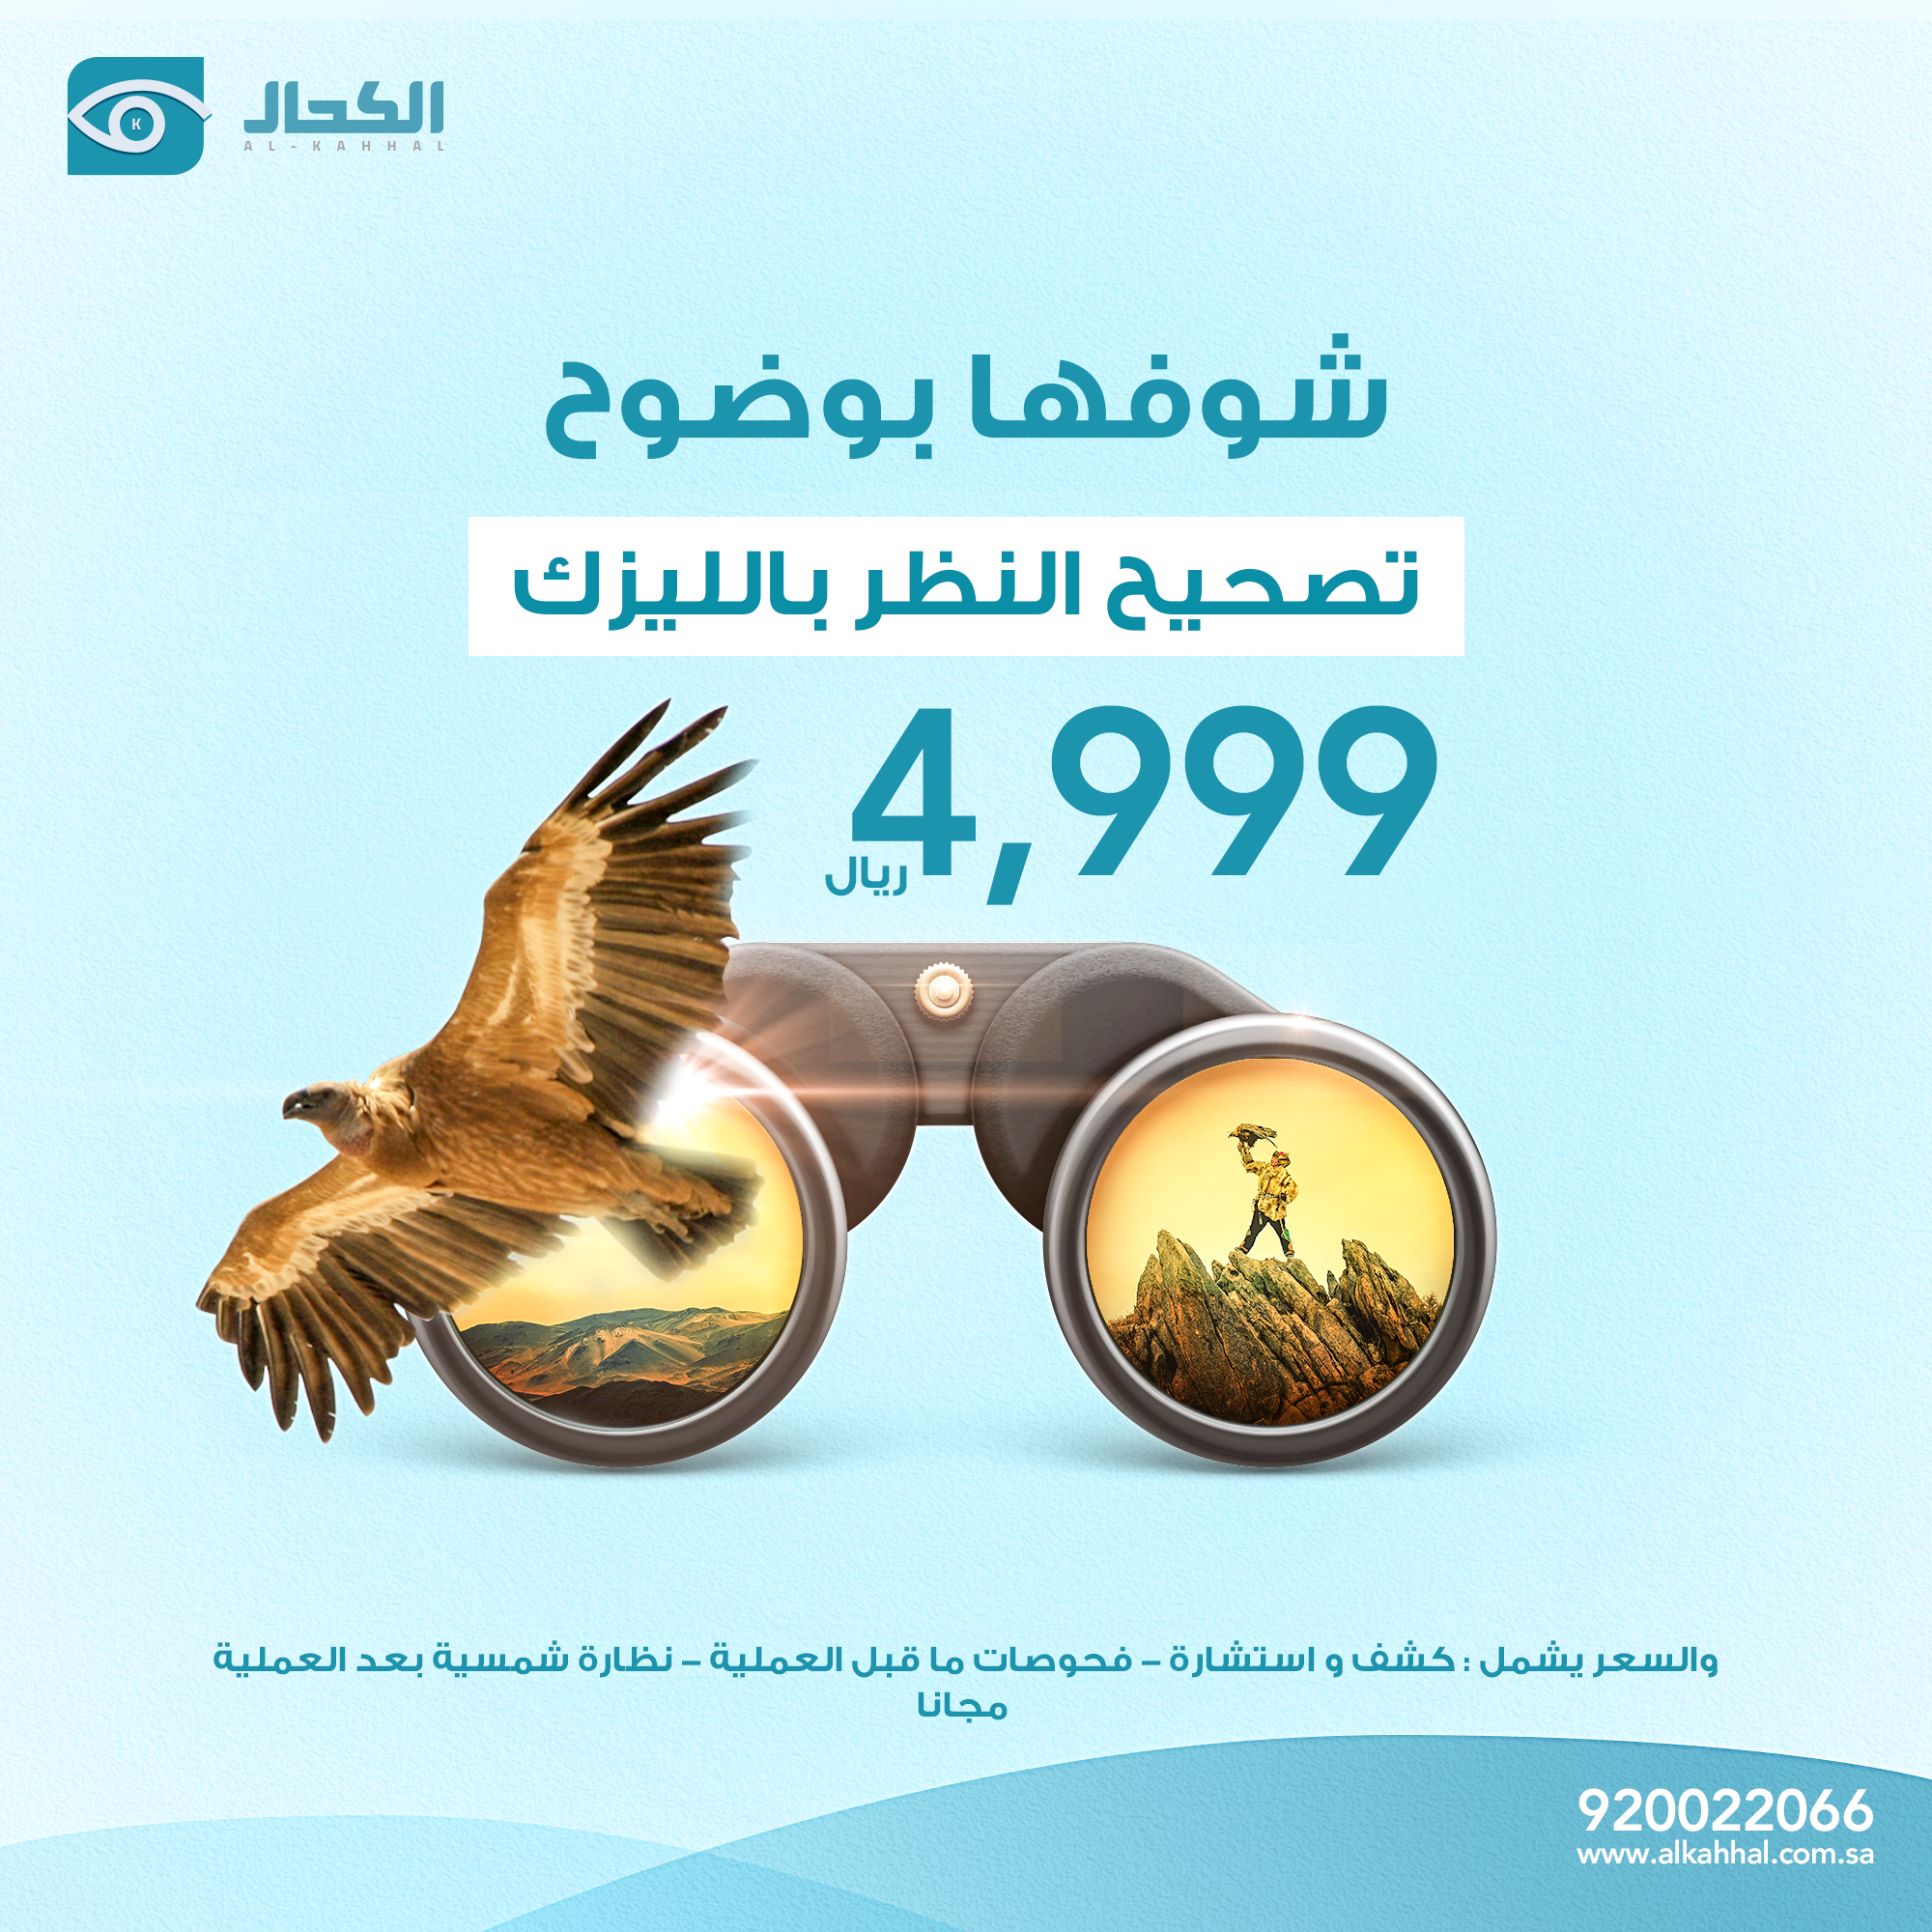 الكحال
AL-KAHHAL
K
شوفها بوضوح
تصحيح النظر بالليزك
4,999
ريال
والسعر يشمل : كشف و استشارة – فحوصات ما قبل العملية – نظارة شمسية بعد العملية
مجانا
920022066
www.alkahhal.com.sa